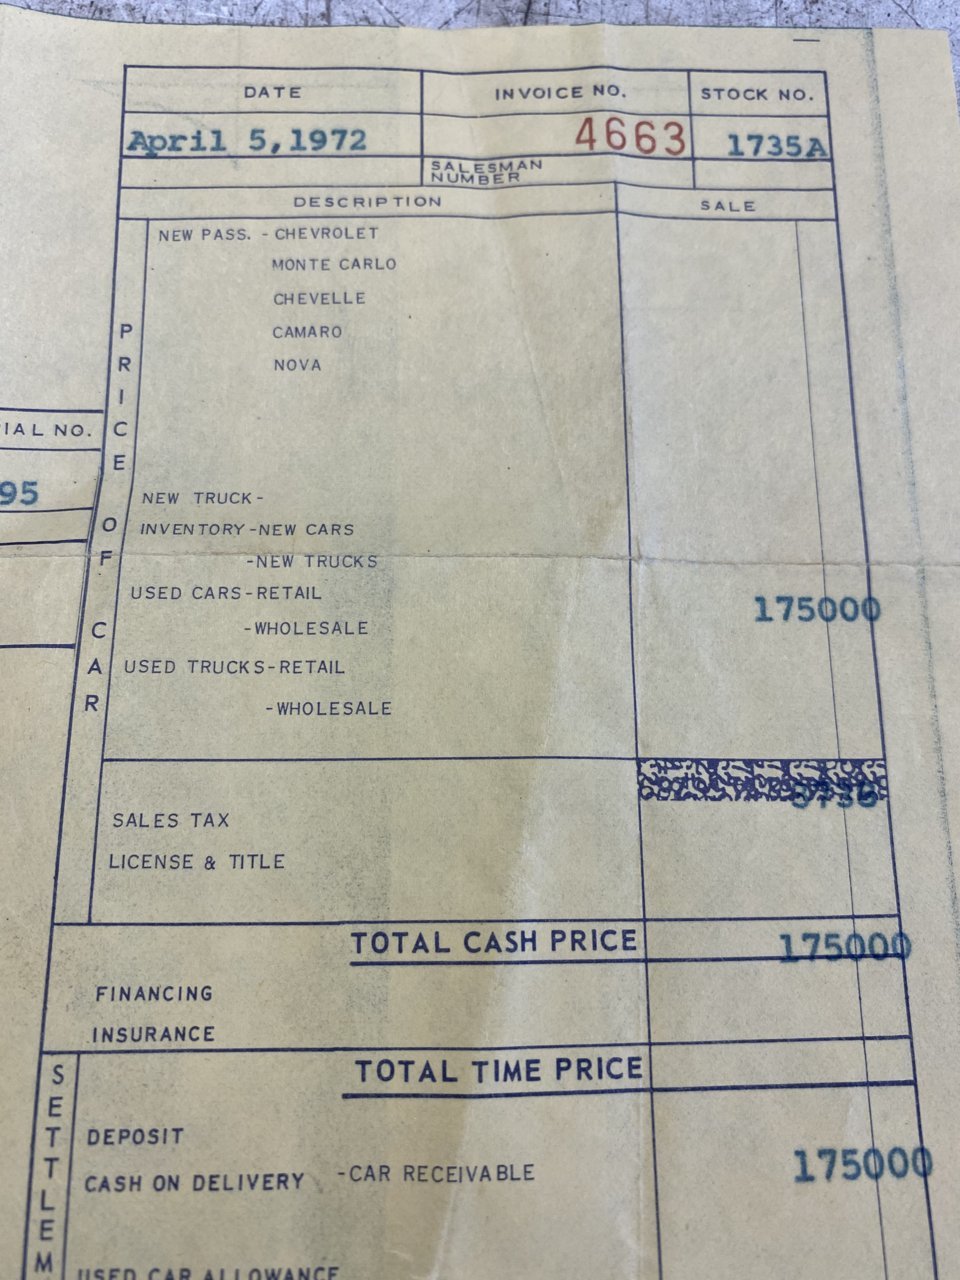 DATE INVOICE NO. STOCK NO.
April 5,1972 4663 1735A
SALESMAN
NUMBER
DESCRIPTION SALE
PRICE OF CAR
NEW PASS. - CHEVROLET
MONTE CARLO
CHEVELLE
CAMARO
NOVA
IAL NO.
95
NEW TRUCK-
INVENTORY-NEW CARS
-NEW TRUCKS
USED CARS-RETAIL 175000
-WHOLESALE
USED TRUCKS-RETAIL
-WHOLESALE
SALES TAX
LICENSE & TITLE
TOTAL CASH PRICE 175000
FINANCING
INSURANCE
TOTAL TIME PRICE
SETTLEM
DEPOSIT
CASH ON DELIVERY -CAR RECEIVABLE 175000
USED CAR ALLOWANCE